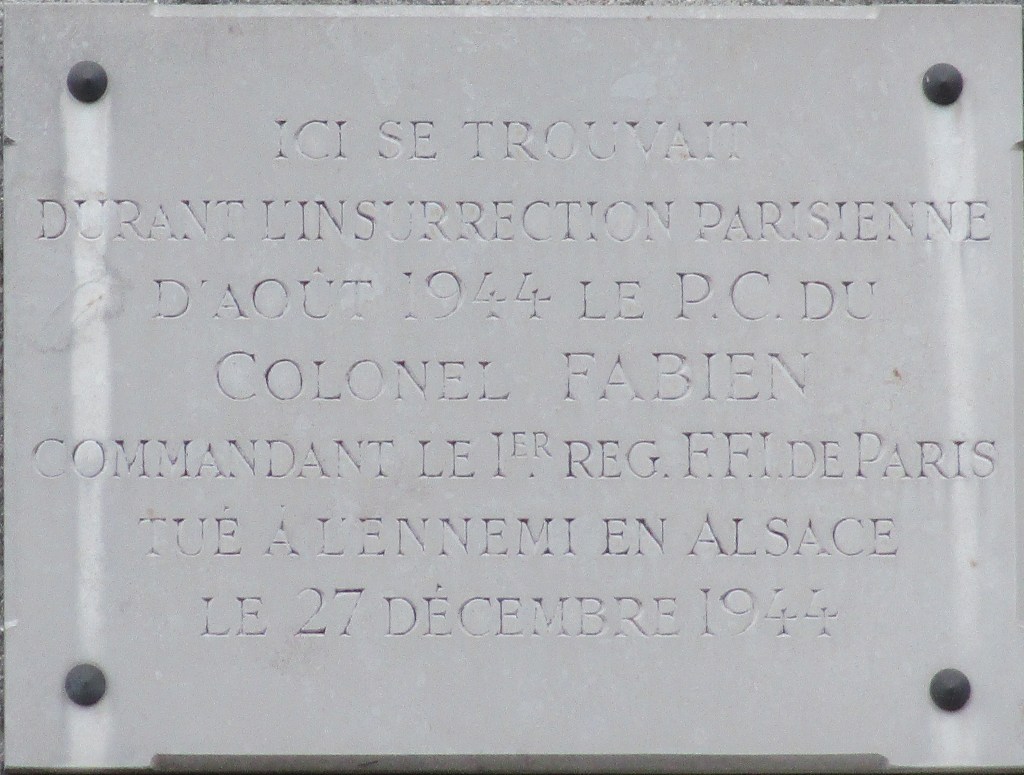 ICI SE TROUVAIT
DURANT L'INSURRECTION PARISIENNE
D'AOÛT 1944 LE P.C. DU
COLONEL FABIEN
COMMANDANT LE 1ER REG. F.F.I. DE PARIS
TUÉ À L'ENNEMI EN ALSACE
LE 27 DÉCEMBRE 1944